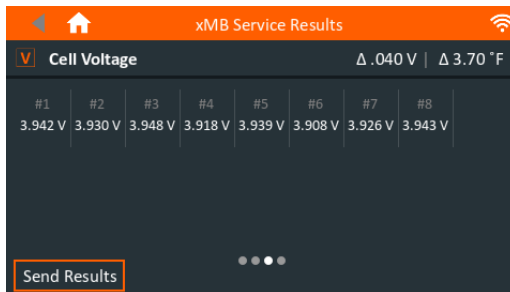 xMB Service Results
V Cell Voltage Δ .040 V | Δ 3.70 °F
#1 #2 #3 #4 #5 #6 #7 #8
3.942 V 3.930 V 3.948 V 3.918 V 3.939 V 3.908 V 3.926 V 3.943 V
Send Results